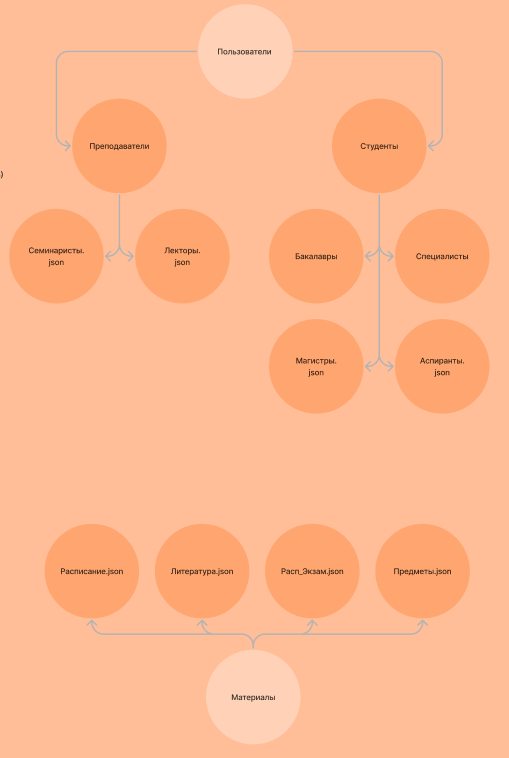 Пользователи
Преподаватели
Студенты
)
Семинаристы.
json
Лекторы.
json
Бакалавры
Специалисты
Магистры.
json
Аспиранты.
json
Расписание.json
Литература.json
Расп_Экзам.json
Предметы.json
Материалы